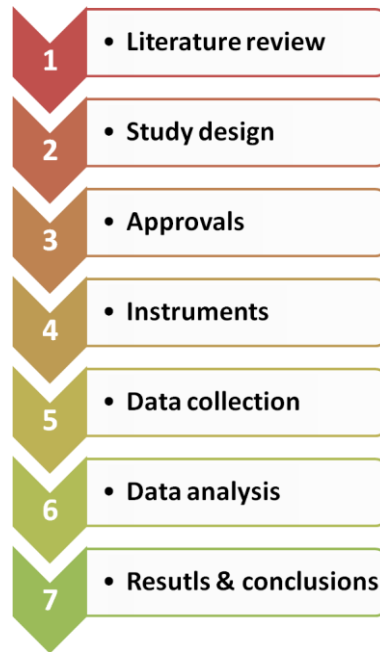 1
• Literature review
2
• Study design
3
• Approvals
4
• Instruments
5
• Data collection
6
• Data analysis
7
• Resutls & conclusions